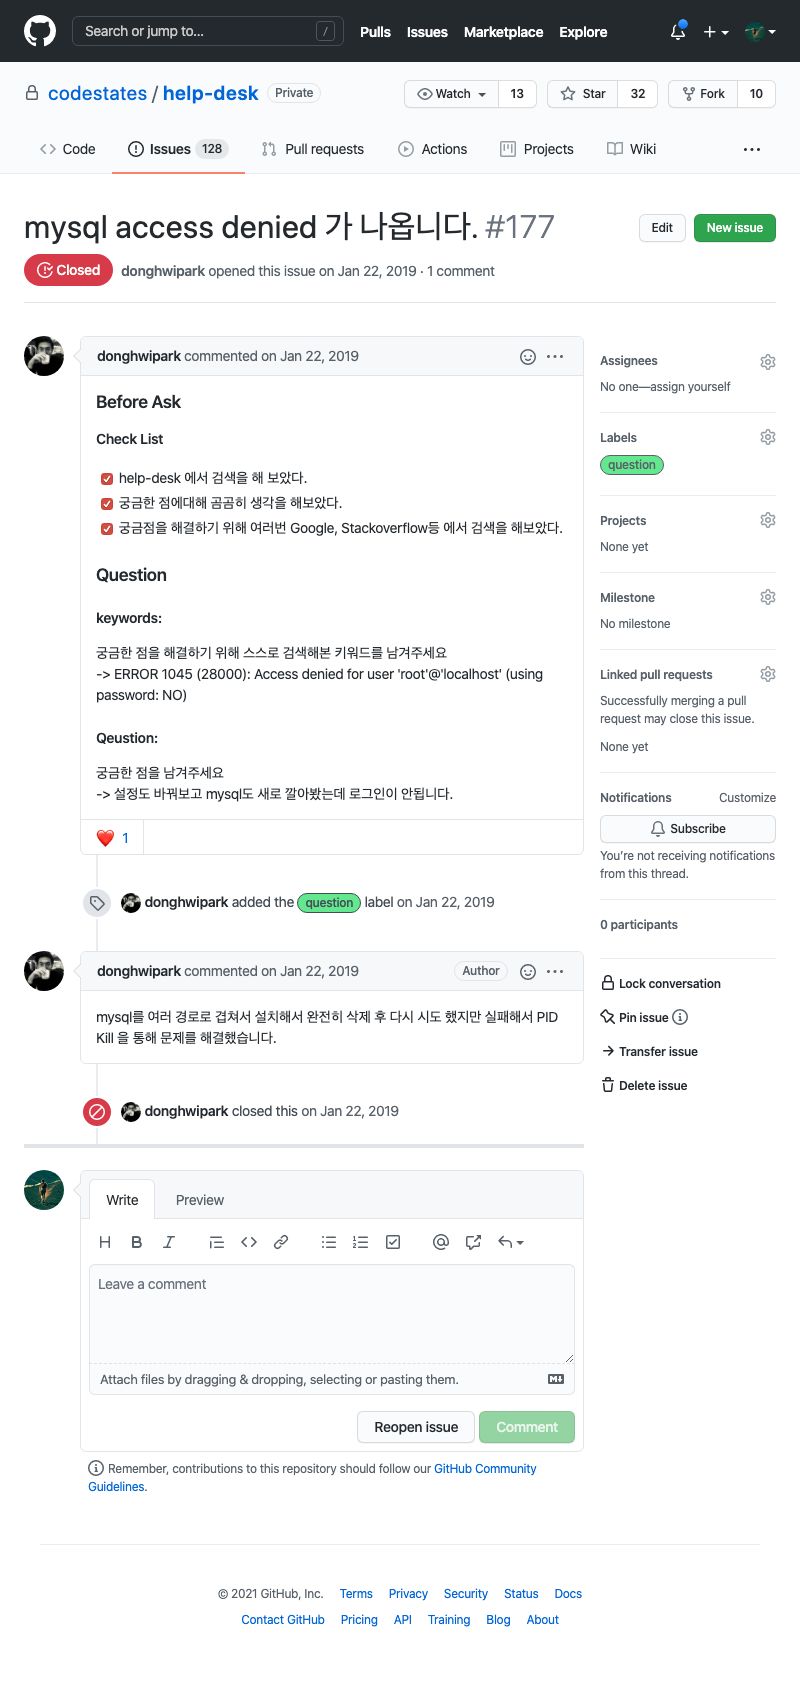 Search or jump to... /
Pulls Issues Marketplace Explore
codestates / help-desk Private
Watch 13 Star 32 Fork 10
Code Issues 128 Pull requests Actions Projects Wiki ...
mysql access denied 가 나옵니다. #177
Edit New issue
Closed donghwipark opened this issue on Jan 22, 2019 · 1 comment
donghwipark commented on Jan 22, 2019
Before Ask
Check List
help-desk 에서 검색을 해 보았다.
궁금한 점에대해 곰곰히 생각을 해보았다.
궁금점을 해결하기 위해 여러번 Google, Stackoverflow등 에서 검색을 해보았다.
Question
keywords:
궁금한 점을 해결하기 위해 스스로 검색해본 키워드를 남겨주세요
-> ERROR 1045 (28000): Access denied for user 'root'@'localhost' (using
password: NO)
Qeustion:
궁금한 점을 남겨주세요
-> 설정도 바꿔보고 mysql도 새로 깔아봤는데 로그인이 안됩니다.
❤️ 1
donghwipark added the question label on Jan 22, 2019
donghwipark commented on Jan 22, 2019 Author
mysql를 여러 경로로 겹쳐서 설치해서 완전히 삭제 후 다시 시도 했지만 실패해서 PID
Kill 을 통해 문제를 해결했습니다.
donghwipark closed this on Jan 22, 2019
Write Preview
H B I
Leave a comment
Attach files by dragging & dropping, selecting or pasting them.
Reopen issue Comment
Remember, contributions to this repository should follow our GitHub Community
Guidelines.
Assignees
No one—assign yourself
Labels
question
Projects
None yet
Milestone
No milestone
Linked pull requests
Successfully merging a pull
request may close this issue.
None yet
Notifications Customize
Subscribe
You're not receiving notifications
from this thread.
0 participants
Lock conversation
Pin issue
Transfer issue
Delete issue
© 2021 GitHub, Inc. Terms Privacy Security Status Docs
Contact GitHub Pricing API Training Blog About